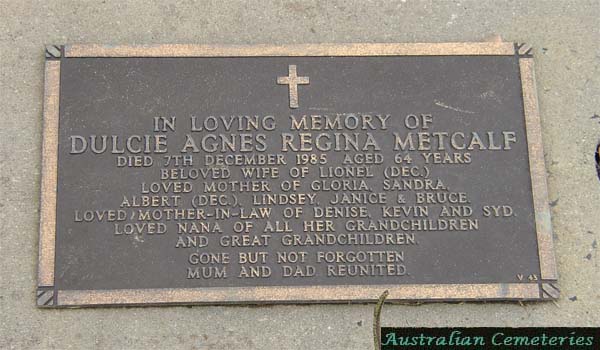 IN LOVING MEMORY OF
DULCIE AGNES REGINA METCALF
DIED 7TH DECEMBER 1985 AGED 64 YEARS
BELOVED WIFE OF LIONEL (DEC.)
LOVED MOTHER OF GLORIA, SANDRA,
ALBERT (DEC.), LINDSEY, JANICE & BRUCE.
LOVED MOTHER-IN-LAW OF DENISE, KEVIN AND SYD.
LOVED NANA OF ALL HER GRANDCHILDREN
AND GREAT GRANDCHILDREN.
GONE BUT NOT FORGOTTEN
MUM AND DAD REUNITED.
V 43
Australian Cemeteries